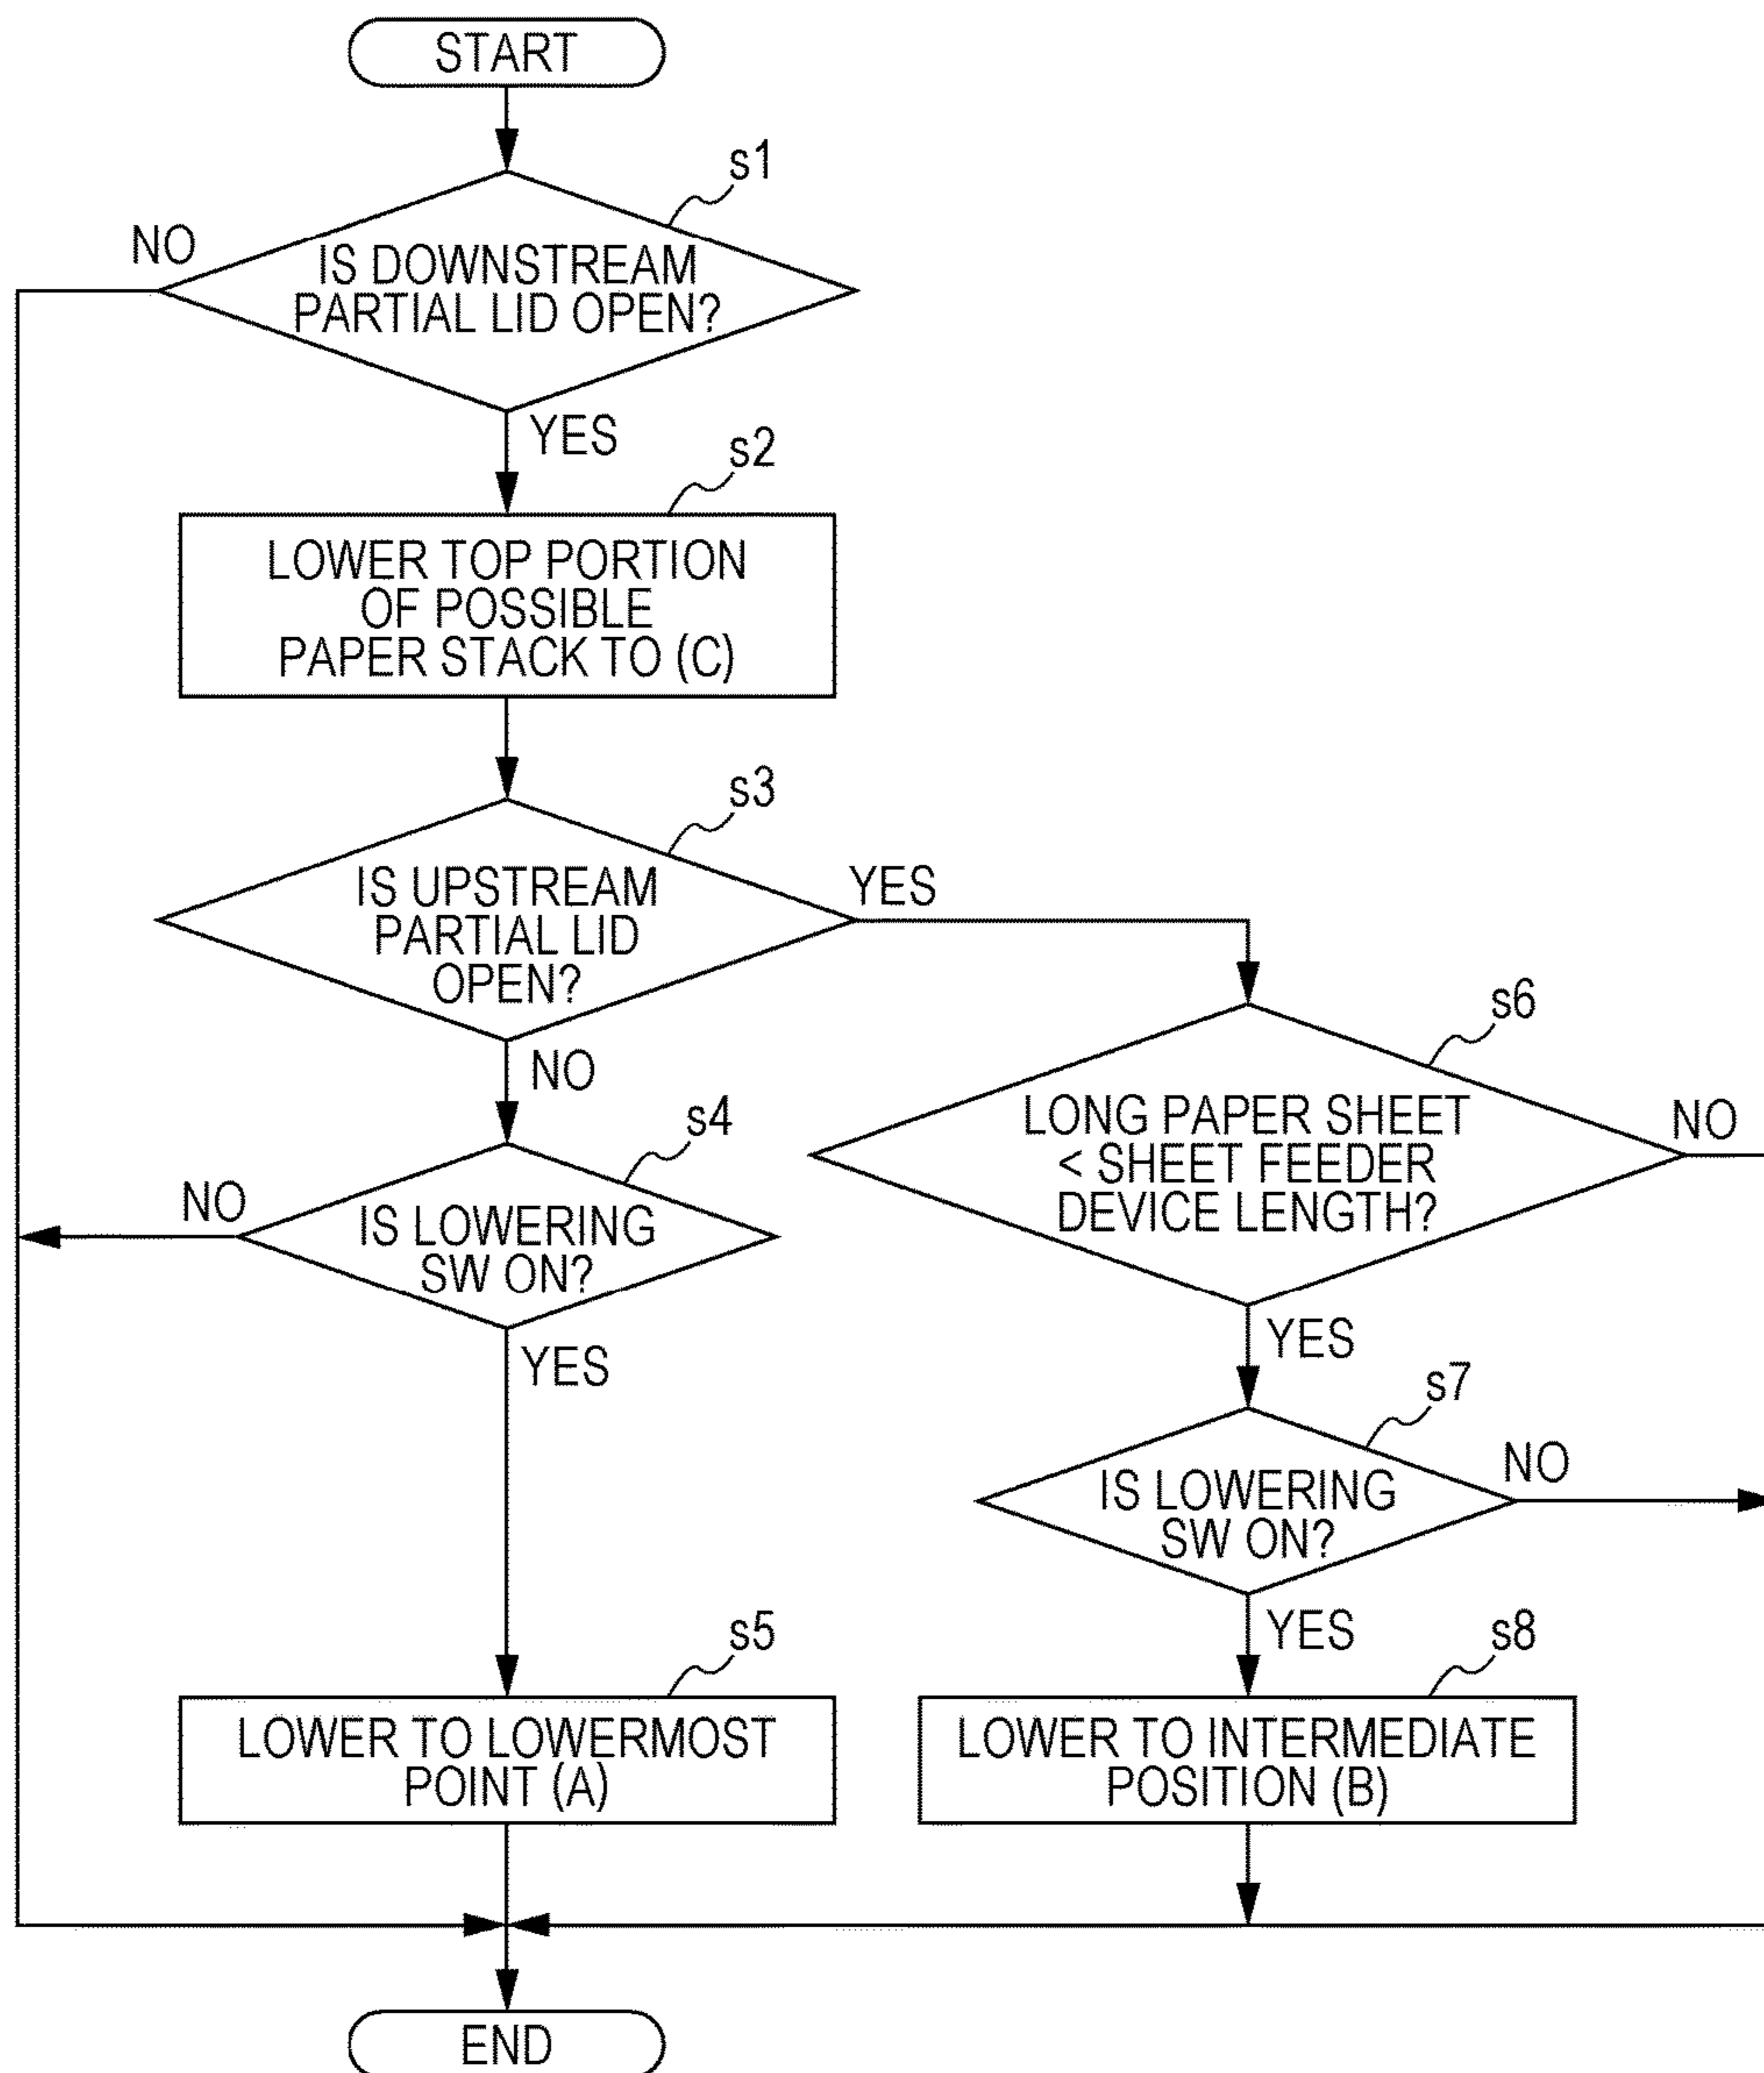 START
s1
NO
IS DOWNSTREAM
PARTIAL LID OPEN?
YES
s2
LOWER TOP PORTION
OF POSSIBLE
PAPER STACK TO (C)
s3
IS UPSTREAM
PARTIAL LID
OPEN?
YES
NO
s6
LONG PAPER SHEET
< SHEET FEEDER
DEVICE LENGTH?
NO
s4
NO
IS LOWERING
SW ON?
YES
YES
s7
IS LOWERING
SW ON?
NO
YES
s5
LOWER TO LOWERMOST
POINT (A)
s8
LOWER TO INTERMEDIATE
POSITION (B)
END